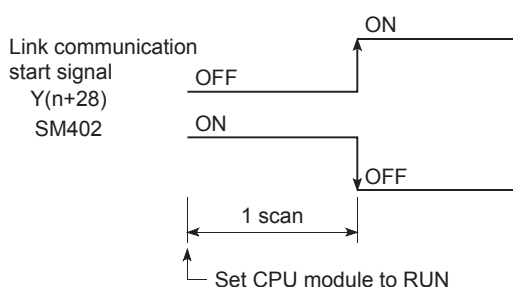 ON
Link communication
start signal
OFF
Y(n+28)
SM402
ON
OFF
1 scan
Set CPU module to RUN